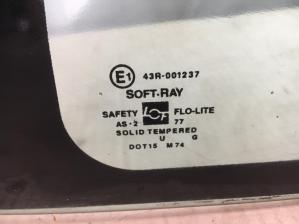 E1 43R-001237
SOFT-RAY
SAFETY LOF FLO-LITE
AS-2 77
SOLID TEMPERED
U G
DOT15 M74